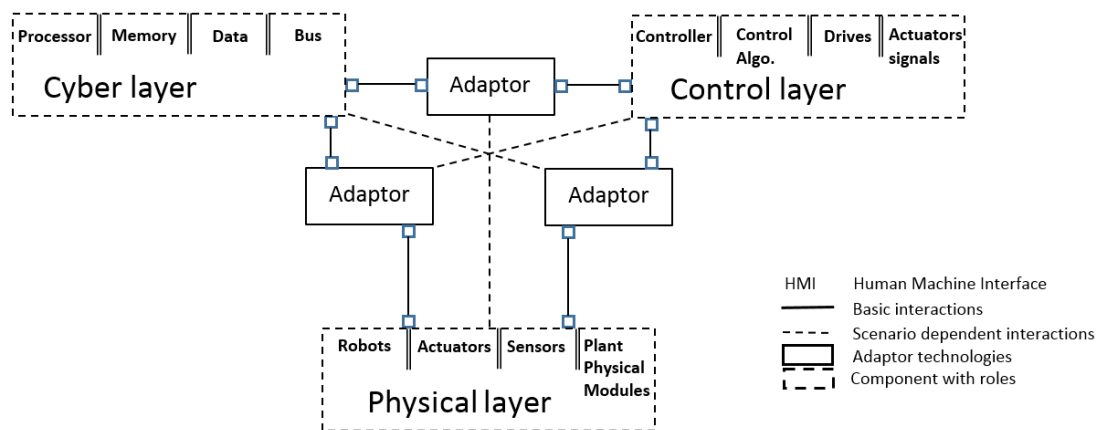 Processor Memory Data Bus
Cyber layer
Adaptor
Controller Control Algo. Drives Actuators signals
Control layer
Adaptor
Adaptor
Robots Actuators Sensors Plant Physical Modules
Physical layer
HMI Human Machine Interface
Basic interactions
Scenario dependent interactions
Adaptor technologies
Component with roles